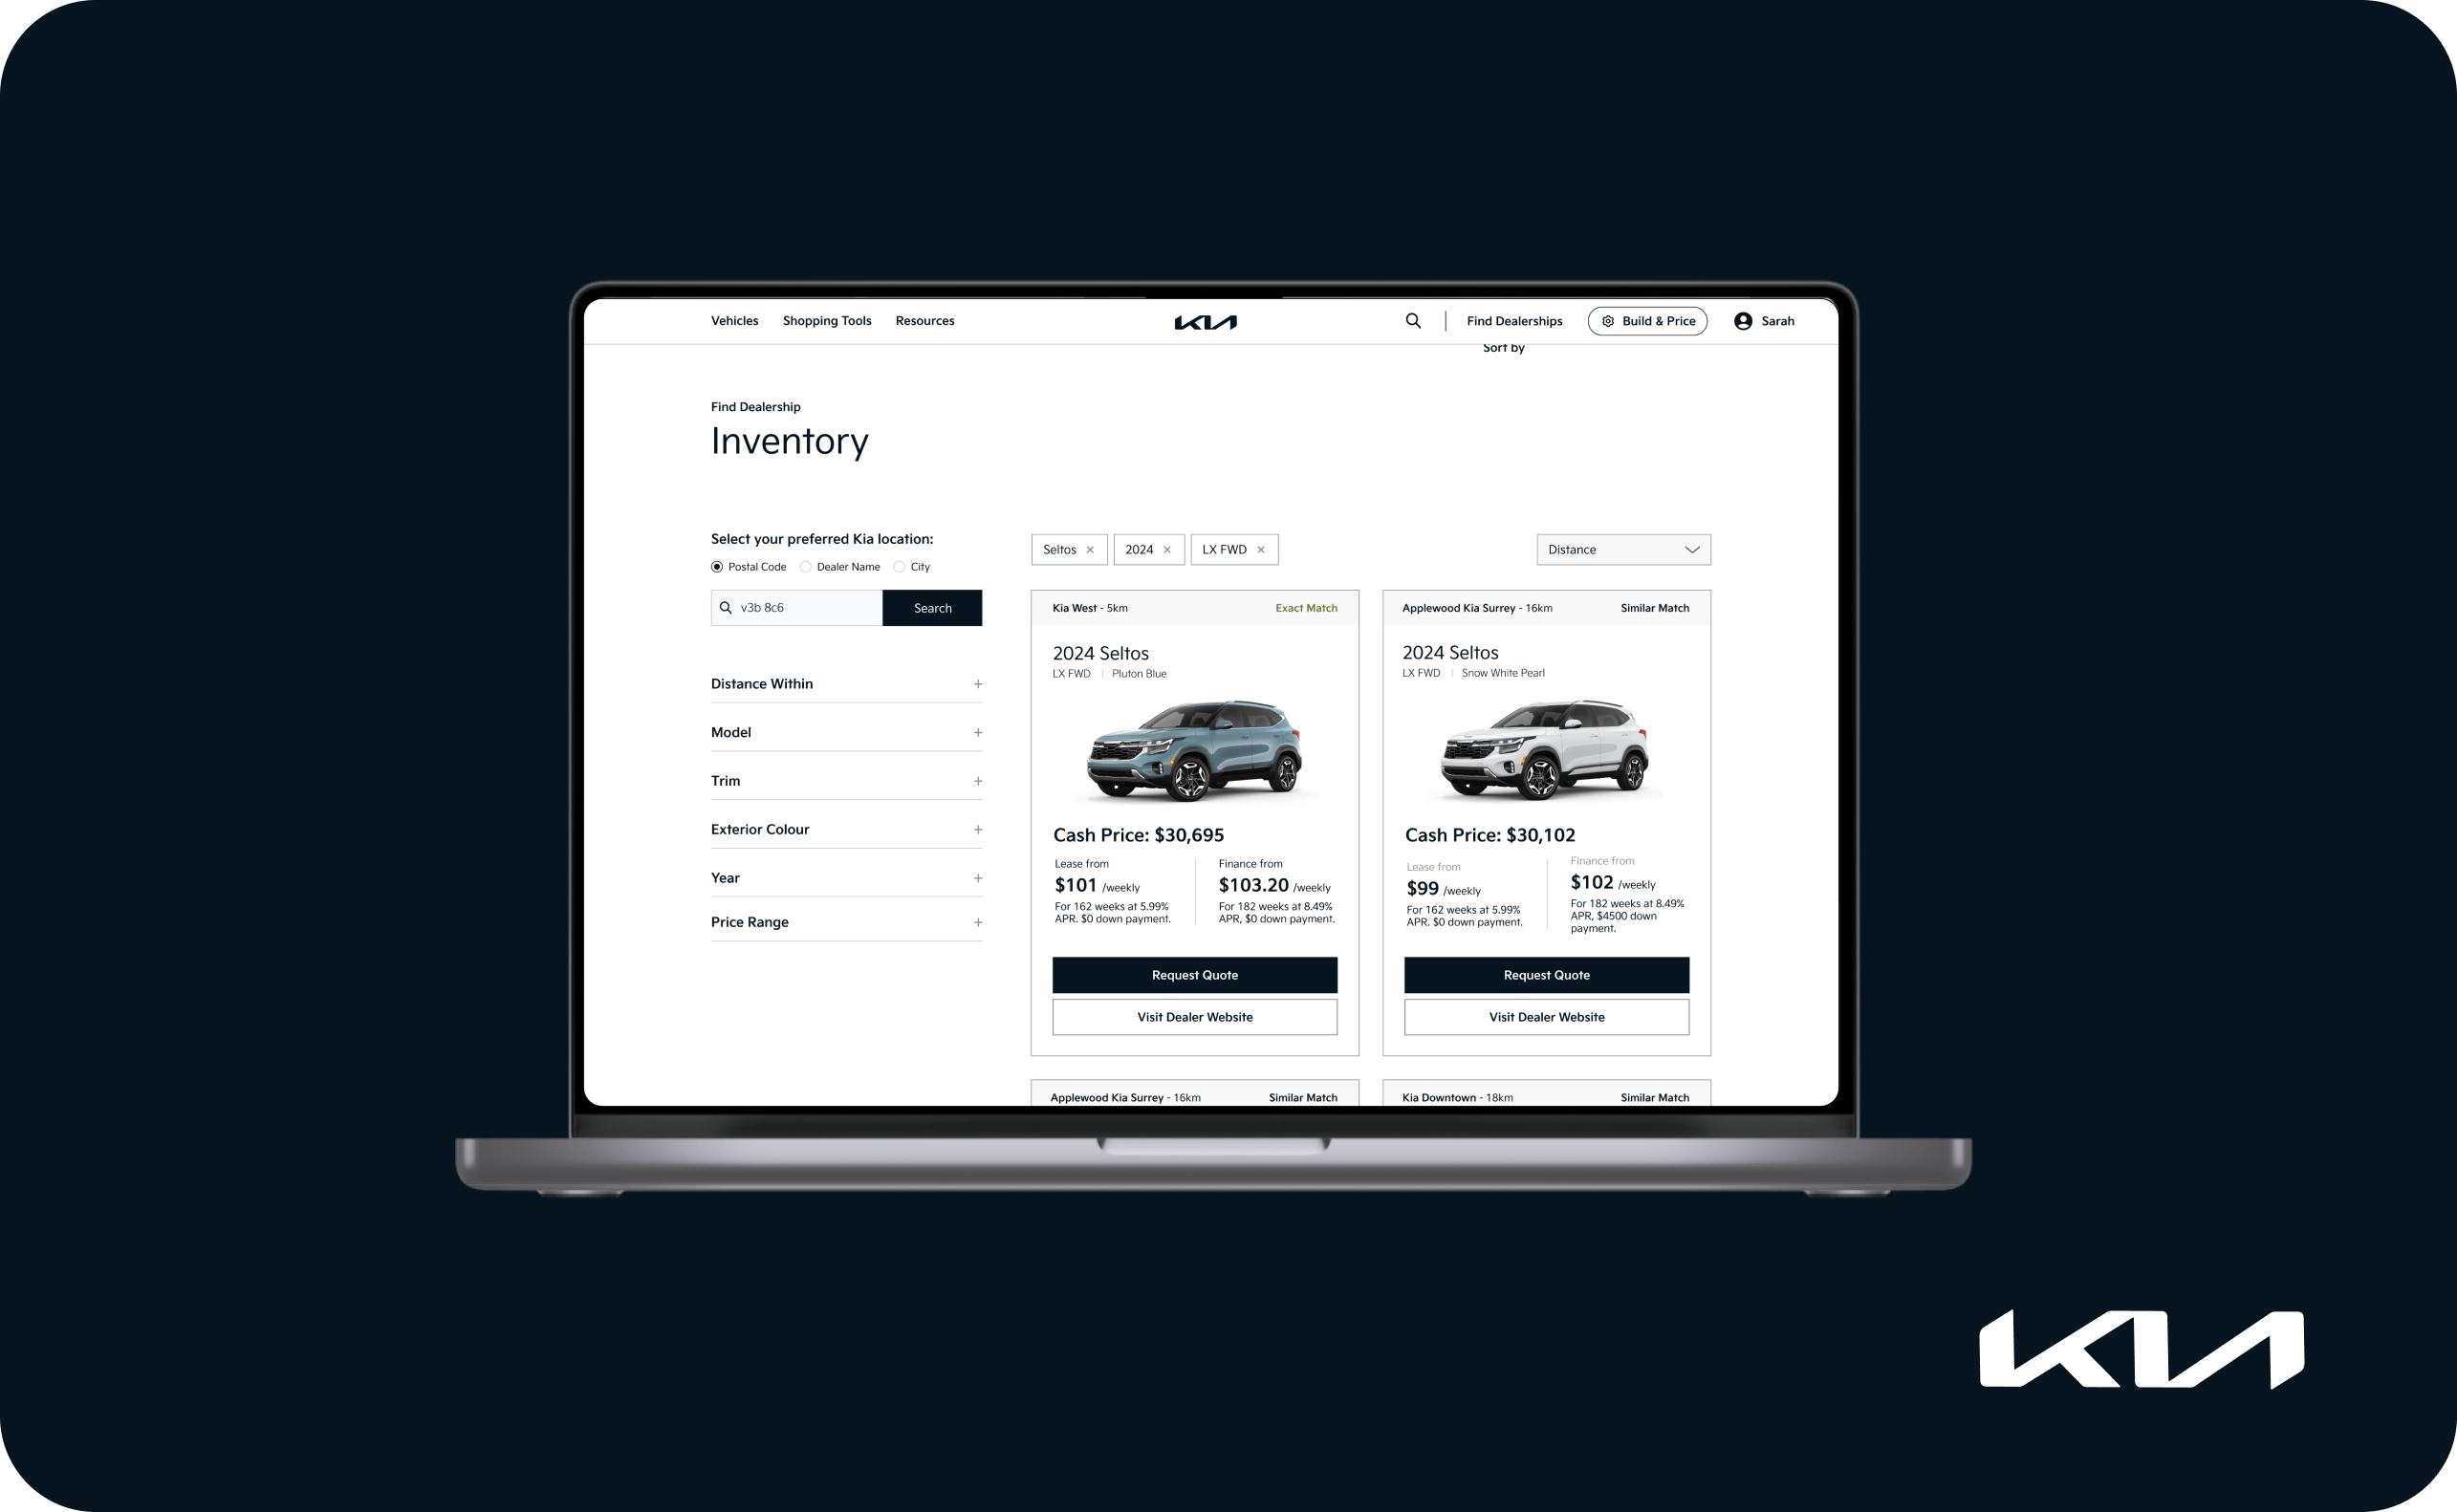 Vehicles Shopping Tools Resources KIA Find Dealerships Build & Price Sarah
Sort by
Find Dealership
Inventory
Select your preferred Kia location:
Postal Code Dealer Name City
v3b 8c6 Search
Distance Within
Model
Trim
Exterior Colour
Year
Price Range
Seltos 2024 LX FWD Distance
Kia West - 5km Exact Match
2024 Seltos
LX FWD | Pluton Blue
Cash Price: $30,695
Lease from
$101 /weekly
For 162 weeks at 5.99%
APR. $0 down payment.
Finance from
$103.20 /weekly
For 182 weeks at 8.49%
APR, $0 down payment.
Request Quote
Visit Dealer Website
Applewood Kia Surrey - 16km Similar Match
2024 Seltos
LX FWD | Snow White Pearl
Cash Price: $30,102
Lease from
$99 /weekly
For 162 weeks at 5.99%
APR. $0 down payment.
Finance from
$102 /weekly
For 182 weeks at 8.49%
APR, $4500 down
payment.
Request Quote
Visit Dealer Website
Applewood Kia Surrey - 16km Similar Match
Kia Downtown - 18km Similar Match
KIA